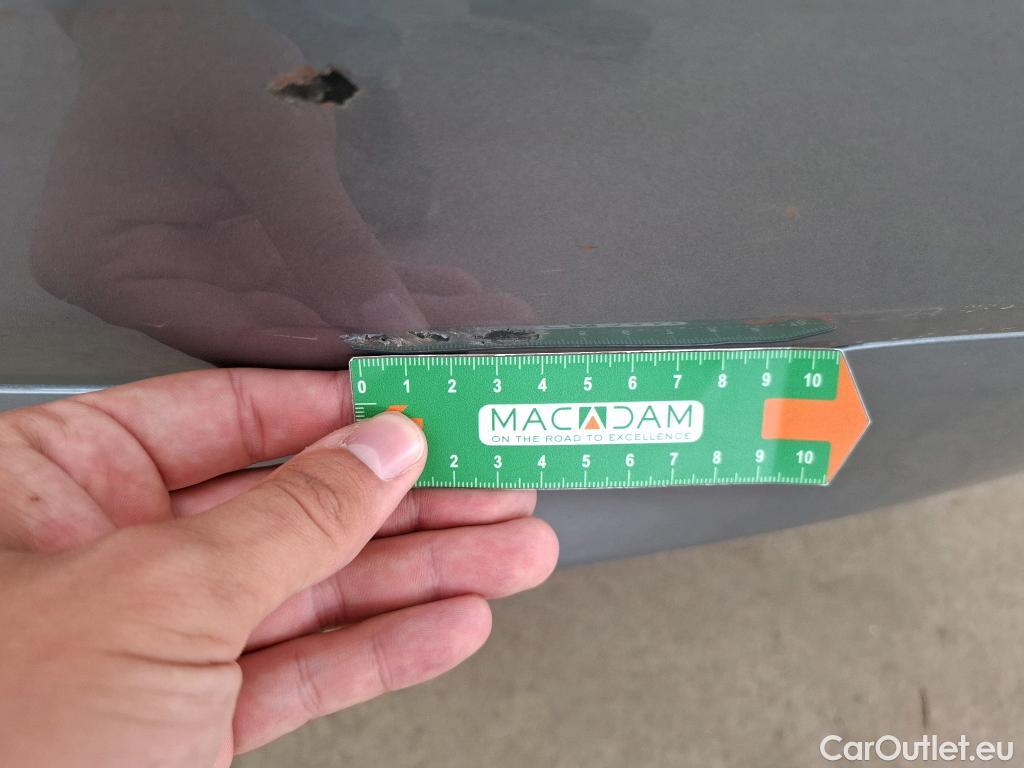 0 1 2 3 4 5 6 7 8 9 10
MACADAM
ON THE ROAD TO EXCELLENCE
2 3 4 5 6 7 8 9 10
CarOutlet.eu